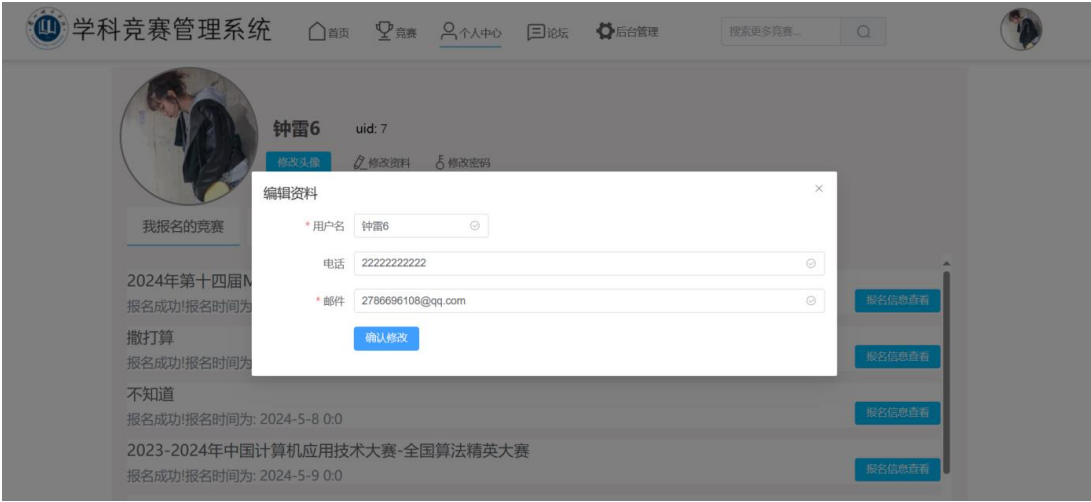 学科竞赛管理系统 首页 竞赛 个人中心 论坛 后台管理 搜索更多竞赛...
钟雷6 uid: 7
修改头像 修改资料 修改密码
编辑资料
我报名的竞赛
* 用户名 钟雷6
电话 22222222222
* 邮件 2786696108@qq.com
确认修改
2024年第十四届M
报名成功!报名时间为 报名信息查看
撒打算
报名成功!报名时间为 报名信息查看
不知道
报名成功!报名时间为: 2024-5-8 0:0 报名信息查看
2023-2024年中国计算机应用技术大赛-全国算法精英大赛
报名成功!报名时间为: 2024-5-9 0:0 报名信息查看